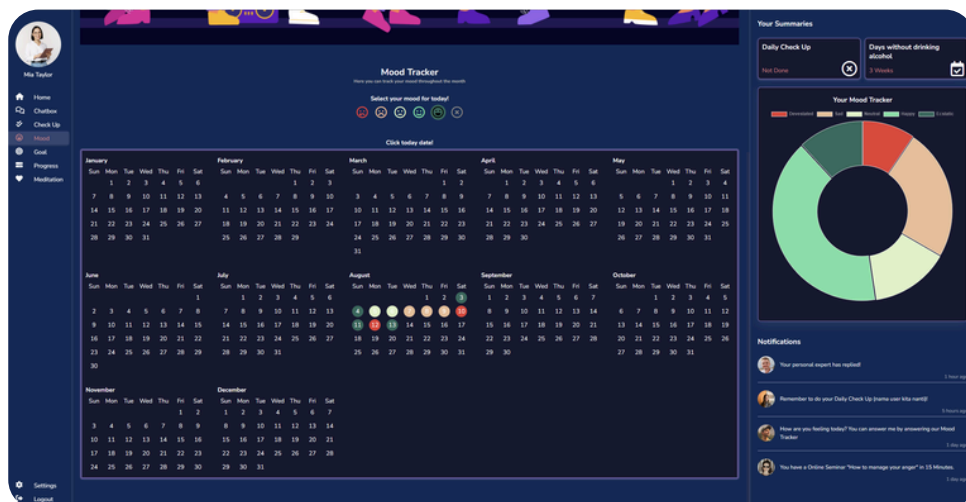 Mia Taylor
Home
Chatbox
Check Up
Mood
Goal
Progress
Meditation
Settings
Logout
Mood Tracker
Here you can track your mood throughout the month
Select your mood for today!
Click today date!
January
Sun Mon Tue Wed Thu Fri Sat
1 2 3 4 5 6
7 8 9 10 11 12 13
14 15 16 17 18 19 20
21 22 23 24 25 26 27
28 29 30 31
February
Sun Mon Tue Wed Thu Fri Sat
1 2 3
4 5 6 7 8 9 10
11 12 13 14 15 16 17
18 19 20 21 22 23 24
25 26 27 28 29
March
Sun Mon Tue Wed Thu Fri Sat
1 2
3 4 5 6 7 8 9
10 11 12 13 14 15 16
17 18 19 20 21 22 23
24 25 26 27 28 29 30
31
April
Sun Mon Tue Wed Thu Fri Sat
1 2 3 4 5 6
7 8 9 10 11 12 13
14 15 16 17 18 19 20
21 22 23 24 25 26 27
28 29 30
May
Sun Mon Tue Wed Thu Fri Sat
1 2 3 4
5 6 7 8 9 10 11
12 13 14 15 16 17 18
19 20 21 22 23 24 25
26 27 28 29 30 31
June
Sun Mon Tue Wed Thu Fri Sat
1
2 3 4 5 6 7 8
9 10 11 12 13 14 15
16 17 18 19 20 21 22
23 24 25 26 27 28 29
30
July
Sun Mon Tue Wed Thu Fri Sat
1 2 3 4 5 6
7 8 9 10 11 12 13
14 15 16 17 18 19 20
21 22 23 24 25 26 27
28 29 30 31
August
Sun Mon Tue Wed Thu Fri Sat
1 2 3
4 7 8 9 10
11 12 13 14 15 16 17
18 19 20 21 22 23 24
25 26 27 28 29 30 31
September
Sun Mon Tue Wed Thu Fri Sat
1 2 3 4 5 6 7
8 9 10 11 12 13 14
15 16 17 18 19 20 21
22 23 24 25 26 27 28
29 30
October
Sun Mon Tue Wed Thu Fri Sat
1 2 3 4 5
6 7 8 9 10 11 12
13 14 15 16 17 18 19
20 21 22 23 24 25 26
27 28 29 30 31
November
Sun Mon Tue Wed Thu Fri Sat
1 2
3 4 5 6 7 8 9
10 11 12 13 14 15 16
17 18 19 20 21 22 23
24 25 26 27 28 29 30
December
Sun Mon Tue Wed Thu Fri Sat
1 2 3 4 5 6 7
8 9 10 11 12 13 14
15 16 17 18 19 20 21
22 23 24 25 26 27 28
29 30 31
Your Summaries
Daily Check Up
Not Done
Days without drinking
alcohol
3 Weeks
Your Mood Tracker
Devastated Sad Neutral Happy Ecstatic
Notifications
Your personal expert has replied!
Remember to do your Daily Check Up (nama user kita nanti)!
5 hours ag
How are you feeling today? You can answer me by answering our Mood
Tracker
1 day ag
You have a Online Seminar "How to manage your anger" in 15 Minutes.
1 day ag